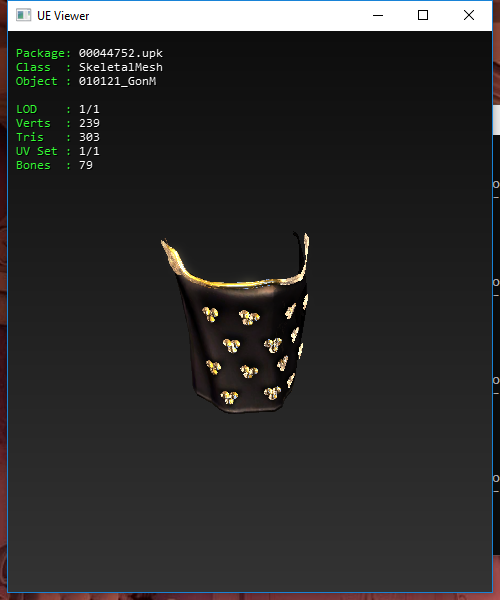 UE Viewer
Package: 00044752.upk
Class : SkeletalMesh
Object : 010121_GonM
LOD : 1/1
Verts : 239
Tris : 303
UV Set : 1/1
Bones : 79